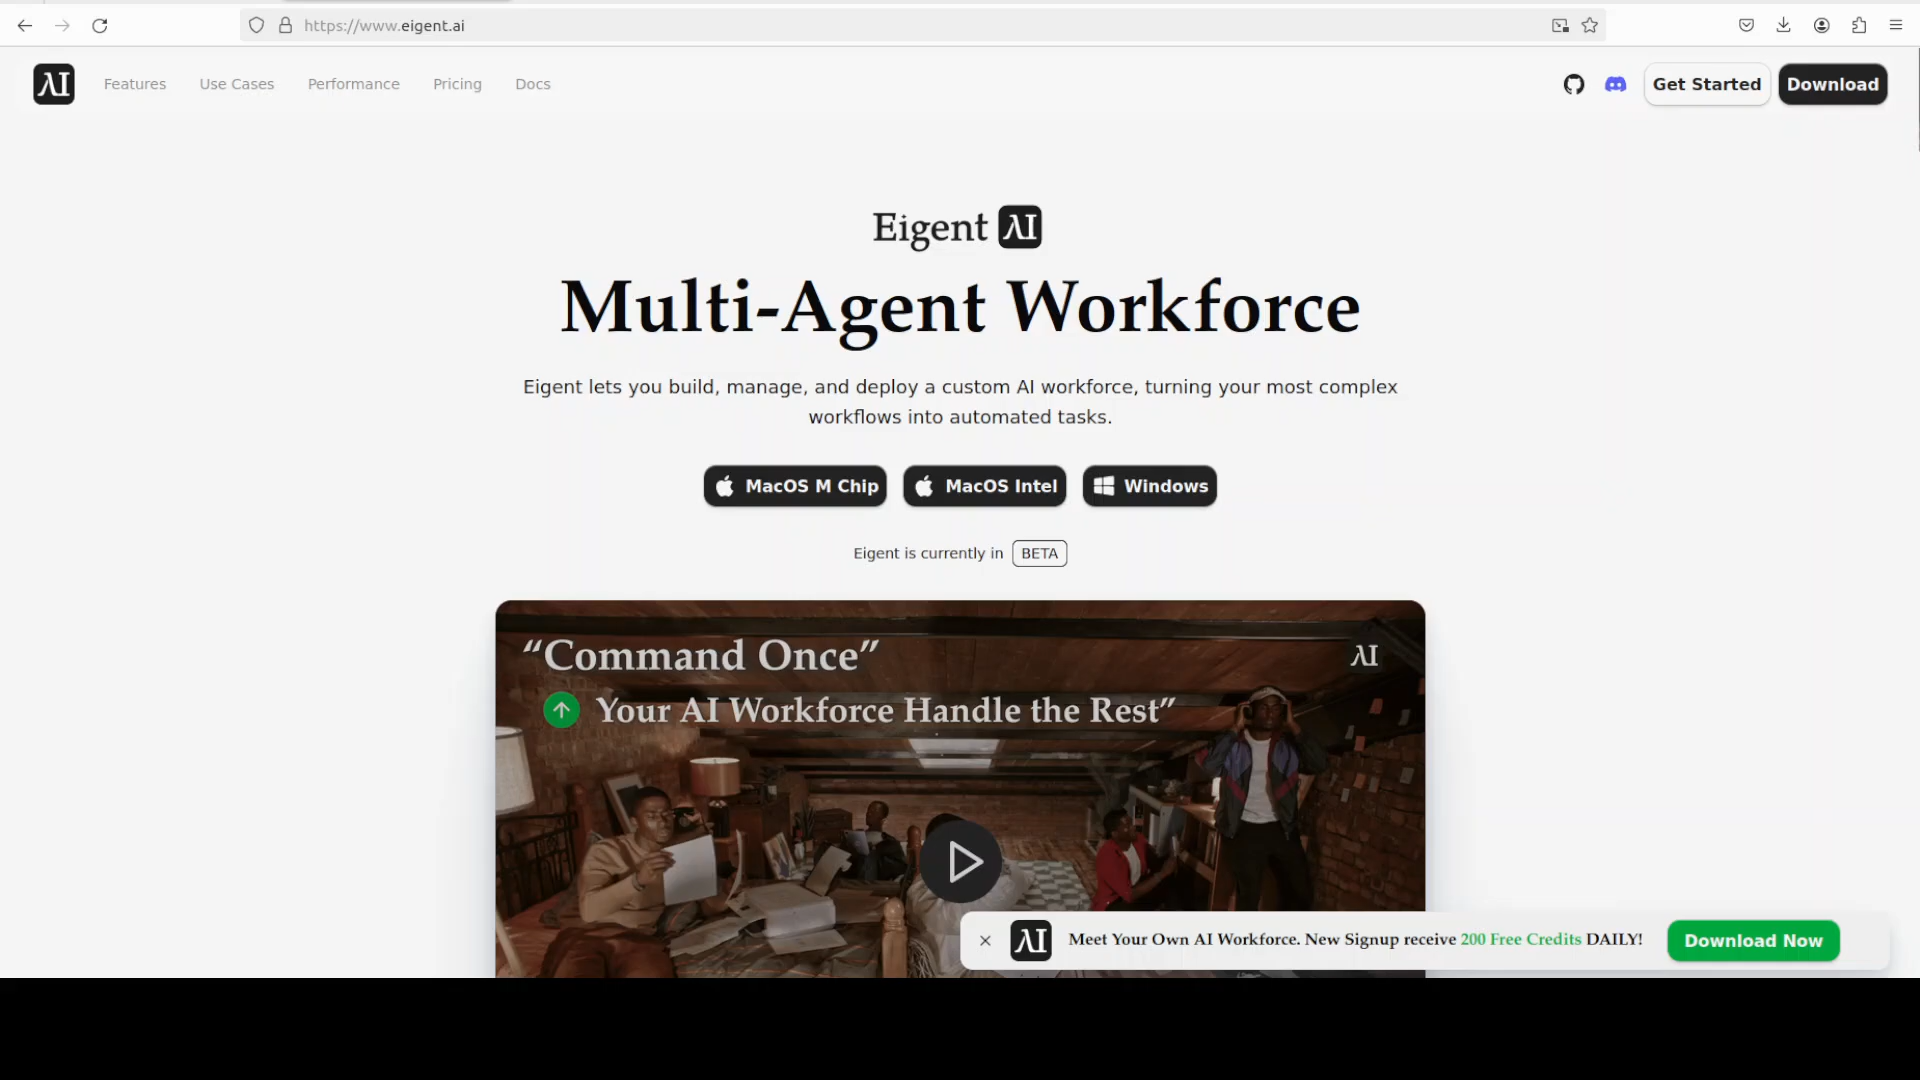 https://www.eigent.ai
Features
Use Cases
Performance
Pricing
Docs
Get Started
Download
Eigent
Multi-Agent Workforce
Eigent lets you build, manage, and deploy a custom AI workforce, turning your most complex
workflows into automated tasks.
MacOS M Chip
MacOS Intel
Windows
Eigent is currently in BETA
“Command Once”
Your AI Workforce Handle the Rest”
Meet Your Own AI Workforce. New Signup receive 200 Free Credits DAILY!
Download Now